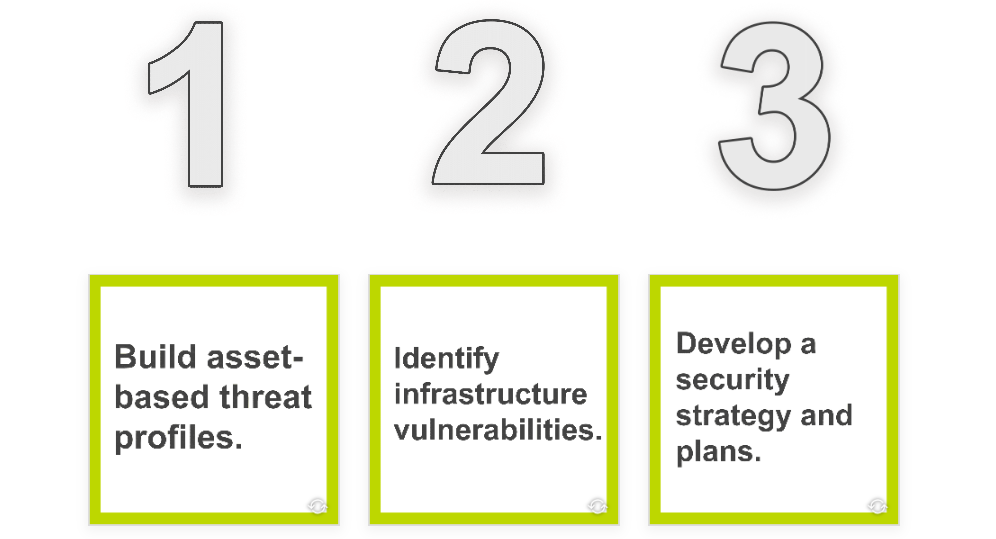 1
2
3
Build asset-
based threat
profiles.
Identify
infrastructure
vulnerabilities.
Develop a
security
strategy and
plans.